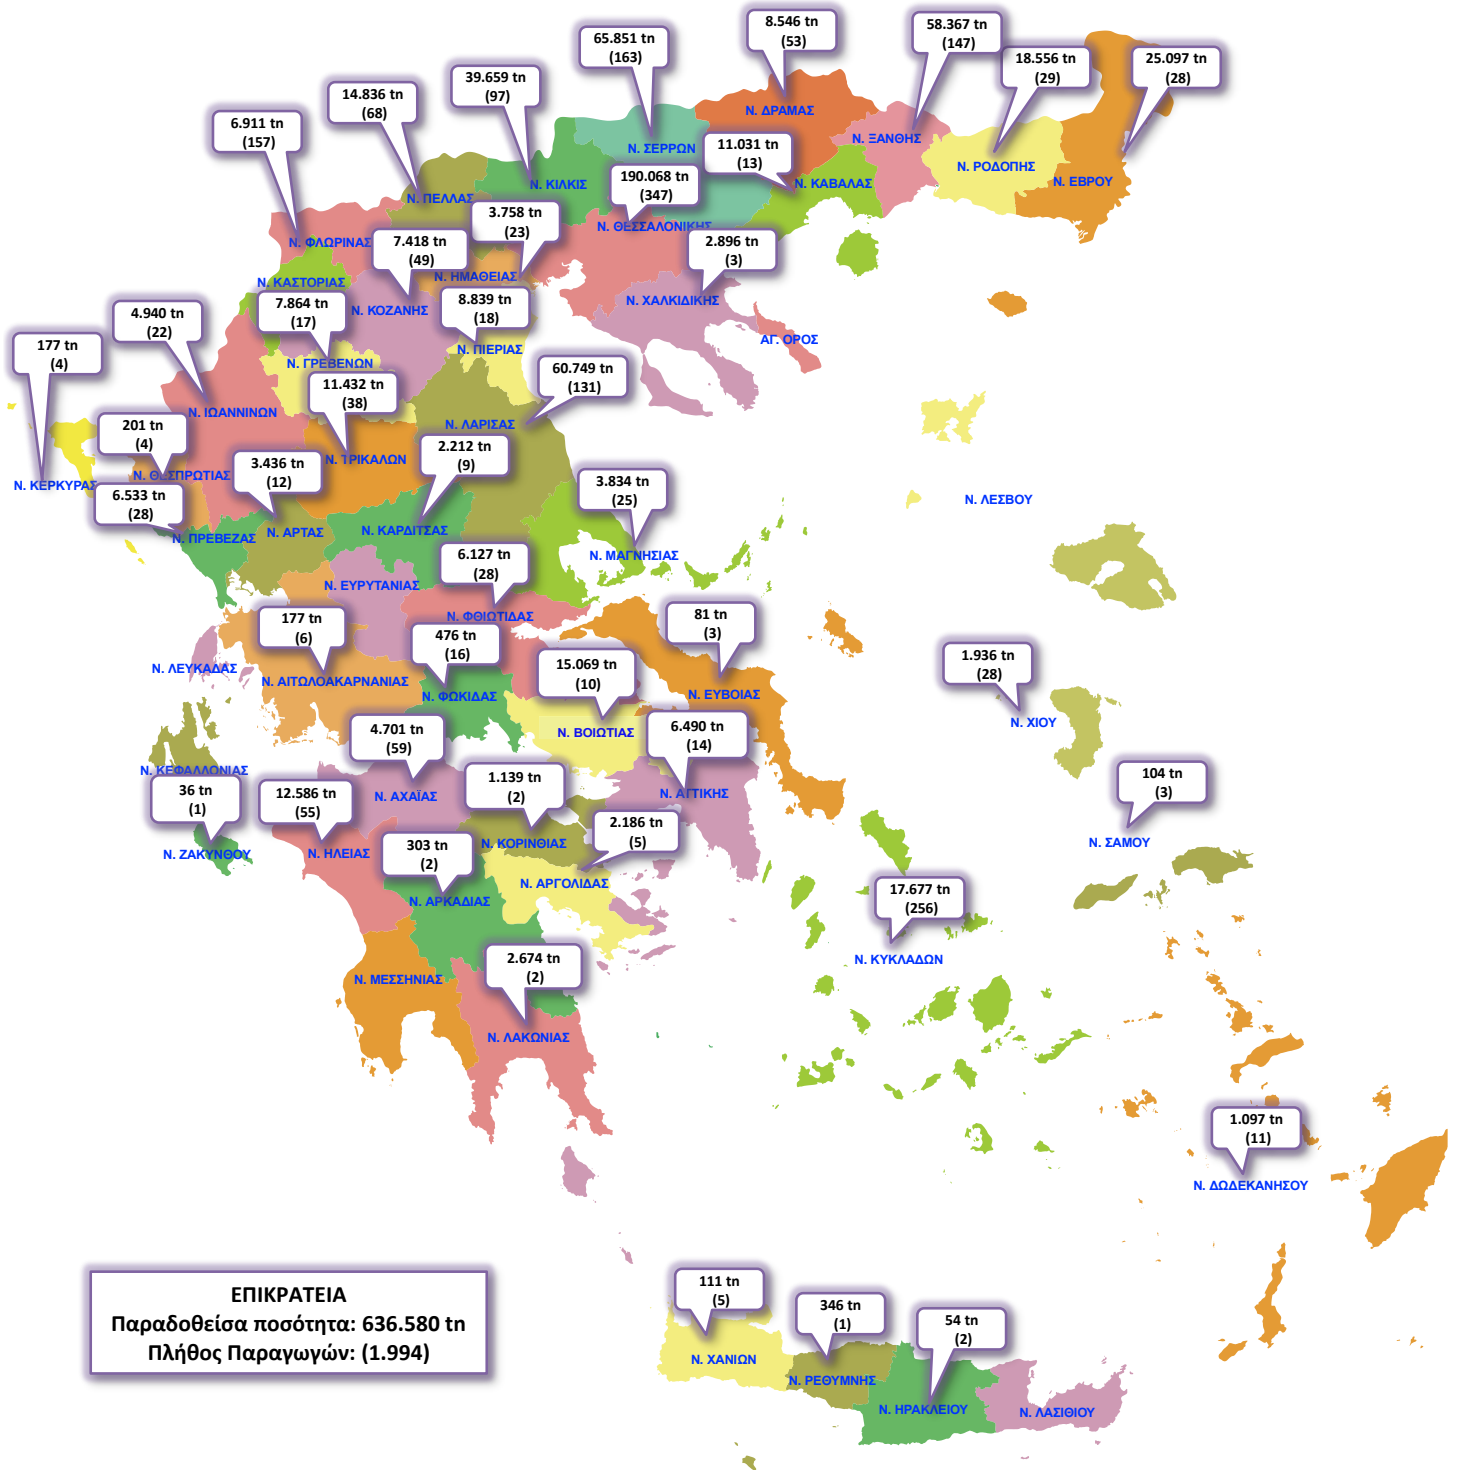 8.546 tn
(53)
58.367 tn
(147)
65.851 tn
(163)
18.556 tn
(29)
25.097 tn
(28)
39.659 tn
(97)
14.836 tn
(68)
6.911 tn
(157)
Ν. ΔΡΑΜΑΣ
Ν. ΞΑΝΘΗΣ
Ν. ΣΕΡΡΩΝ
11.031 tn
(13)
Ν. ΡΟΔΟΠΗΣ
Ν. ΕΒΡΟΥ
Ν. ΚΑΒΑΛΑΣ
190.068 tn
(347)
Ν. ΚΙΛΚΙΣ
Ν. ΠΕΛΛΑΣ
3.758 tn
(23)
Ν. ΘΕΣΣΑΛΟΝΙΚΗΣ
Ν. ΦΛΩΡΙΝΑΣ
7.418 tn
(49)
2.896 tn
(3)
Ν. ΚΑΣΤΟΡΙΑΣ
Ν. ΗΜΑΘΕΙΑΣ
7.864 tn
(17)
Ν. ΚΟΖΑΝΗΣ
8.839 tn
(18)
Ν. ΧΑΛΚΙΔΙΚΗΣ
4.940 tn
(22)
ΑΓ. ΟΡΟΣ
177 tn
(4)
Ν. ΠΙΕΡΙΑΣ
Ν. ΓΡΕΒΕΝΩΝ
11.432 tn
(38)
60.749 tn
(131)
Ν. ΙΩΑΝΝΙΝΩΝ
Ν. ΛΑΡΙΣΑΣ
201 tn
(4)
2.212 tn
(9)
Ν. ΤΡΙΚΑΛΩΝ
3.436 tn
(12)
Ν. ΘΕΣΠΡΩΤΙΑΣ
Ν. ΚΕΡΚΥΡΑΣ
6.533 tn
(28)
3.834 tn
(25)
Ν. ΛΕΣΒΟΥ
Ν. ΠΡΕΒΕΖΑΣ
Ν. ΑΡΤΑΣ
Ν. ΚΑΡΔΙΤΣΑΣ
6.127 tn
(28)
Ν. ΜΑΓΝΗΣΙΑΣ
Ν. ΕΥΡΥΤΑΝΙΑΣ
177 tn
(6)
Ν. ΦΘΙΩΤΙΔΑΣ
81 tn
(3)
476 tn
(16)
1.936 tn
(28)
Ν. ΛΕΥΚΑΔΑΣ
15.069 tn
(10)
Ν. ΑΙΤΩΛΟΑΚΑΡΝΑΝΙΑΣ
Ν. ΦΩΚΙΔΑΣ
Ν. ΕΥΒΟΙΑΣ
4.701 tn
(59)
6.490 tn
(14)
Ν. ΧΙΟΥ
Ν. ΒΟΙΩΤΙΑΣ
Ν. ΚΕΦΑΛΛΟΝΙΑΣ
36 tn
(1)
12.586 tn
(55)
1.139 tn
(2)
104 tn
(3)
Ν. ΑΧΑΪΑΣ
Ν. ΑΤΤΙΚΗΣ
2.186 tn
(5)
303 tn
(2)
Ν. ΚΟΡΙΝΘΙΑΣ
Ν. ΣΑΜΟΥ
Ν. ΖΑΚΥΝΘΟΥ
Ν. ΗΛΕΙΑΣ
Ν. ΑΡΓΟΛΙΔΑΣ
17.677 tn
(256)
Ν. ΑΡΚΑΔΙΑΣ
2.674 tn
(2)
Ν. ΚΥΚΛΑΔΩΝ
Ν. ΜΕΣΣΗΝΙΑΣ
Ν. ΛΑΚΩΝΙΑΣ
1.097 tn
(11)
Ν. ΔΩΔΕΚΑΝΗΣΟΥ
ΕΠΙΚΡΑΤΕΙΑ
Παραδοθείσα ποσότητα: 636.580 tn
Πλήθος Παραγωγών: (1.994)
111 tn
(5)
346 tn
(1)
54 tn
(2)
Ν. ΧΑΝΙΩΝ
Ν. ΡΕΘΥΜΝΗΣ
Ν. ΗΡΑΚΛΕΙΟΥ
Ν. ΛΑΣΙΘΙΟΥ